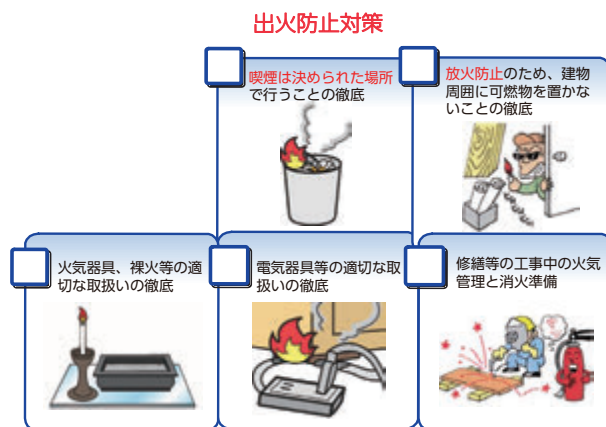 出火防止対策
喫煙は決められた場所
で行うことの徹底
放火防止のため、建物
周囲に可燃物を置かな
いことの徹底
火気器具、裸火等の適
切な取扱いの徹底
電気器具等の適切な取
扱いの徹底
修繕等の工事中の火気
管理と消火準備